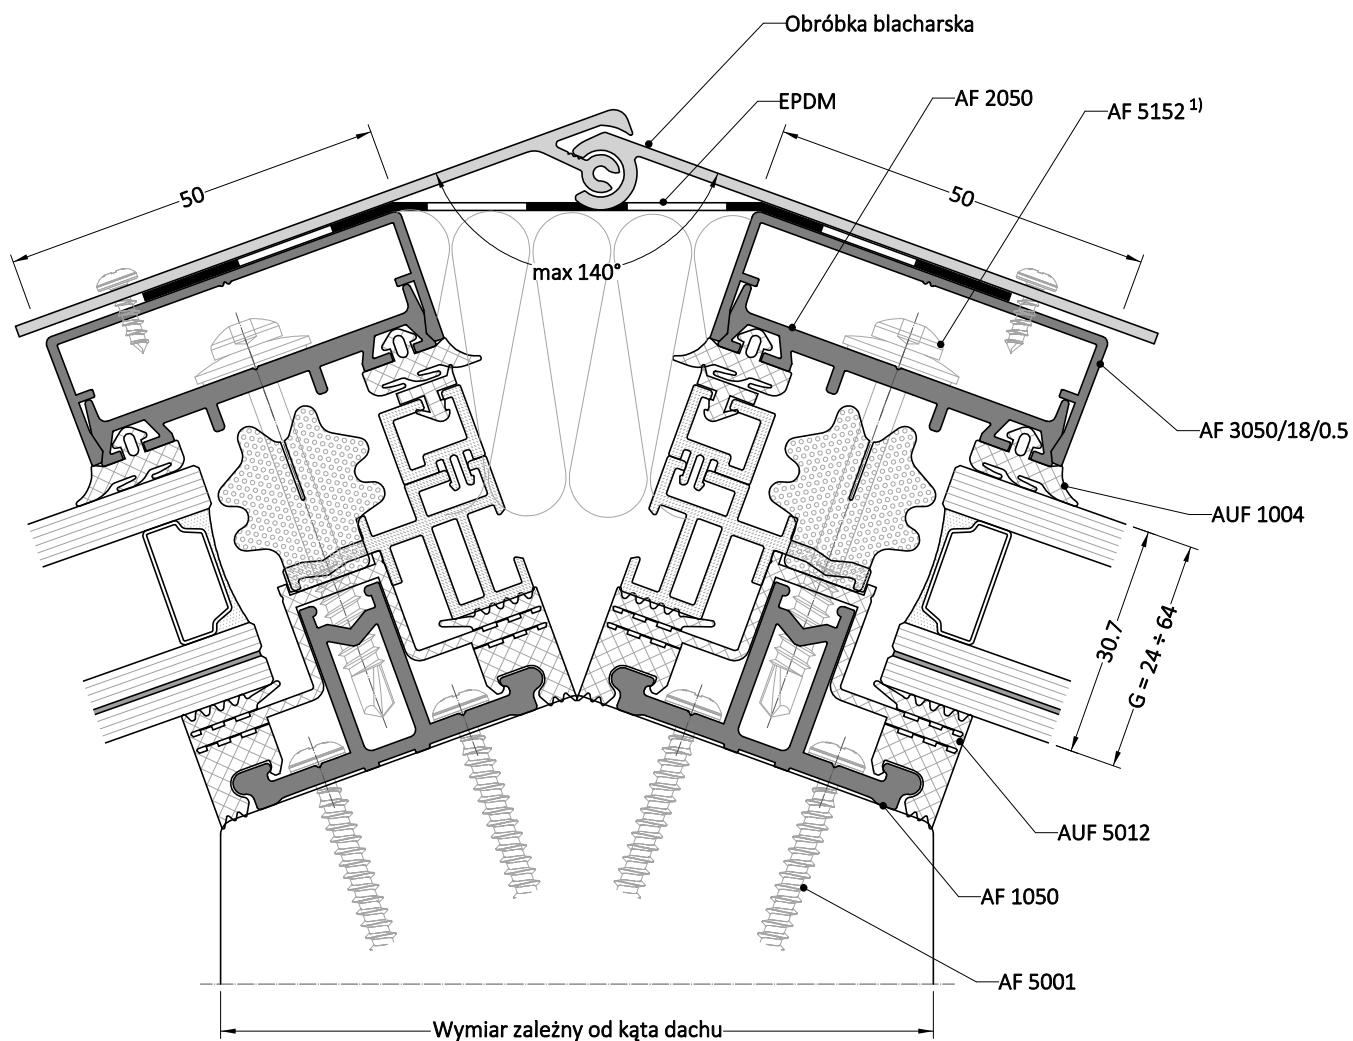 Obróbka blacharska
EPDM
AF 2050
AF 5152 1)
50
50
max 140°
AF 3050/18/0.5
AUF 1004
30.7
G = 24 ÷ 64
AUF 5012
AF 1050
AF 5001
Wymiar zależny od kąta dachu